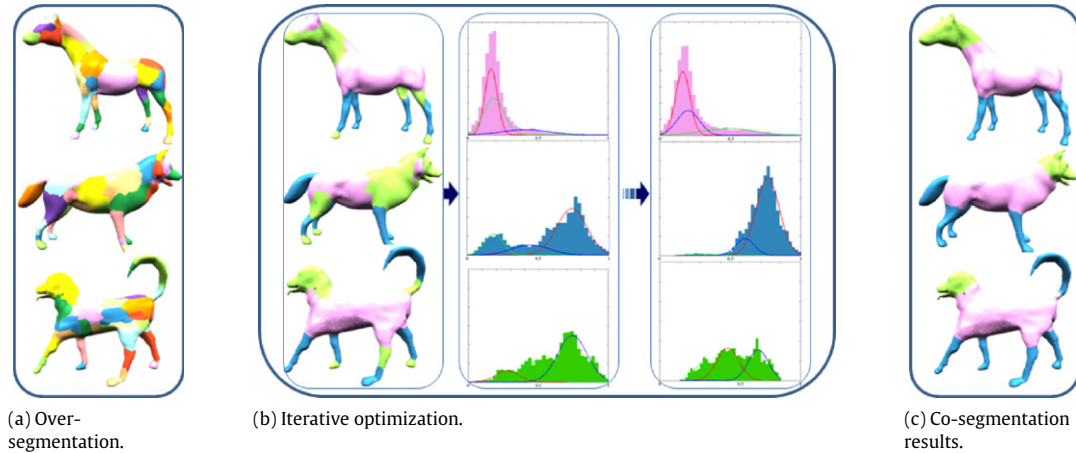 (a) Over-
segmentation.
(b) Iterative optimization.
(c) Co-segmentation
results.